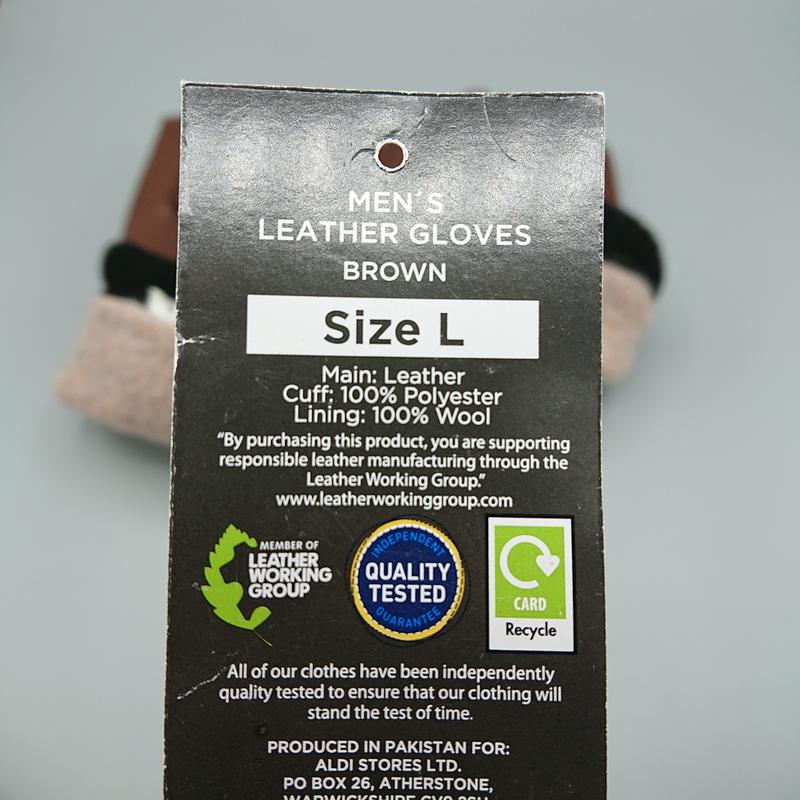 MEN´S
LEATHER GLOVES
BROWN
Size L
Main: Leather
Cuff: 100% Polyester
Lining: 100% Wool
“By purchasing this product, you are supporting
responsible leather manufacturing through the
Leather Working Group.”
www.leatherworkinggroup.com
MEMBER OF
LEATHER
WORKING
GROUP
INDEPENDENT
QUALITY
TESTED
GUARANTEE
CARD
Recycle
All of our clothes have been independently
quality tested to ensure that our clothing will
stand the test of time.
PRODUCED IN PAKISTAN FOR:
ALDI STORES LTD.
PO BOX 26, ATHERSTONE,
WARWICKSHIRE